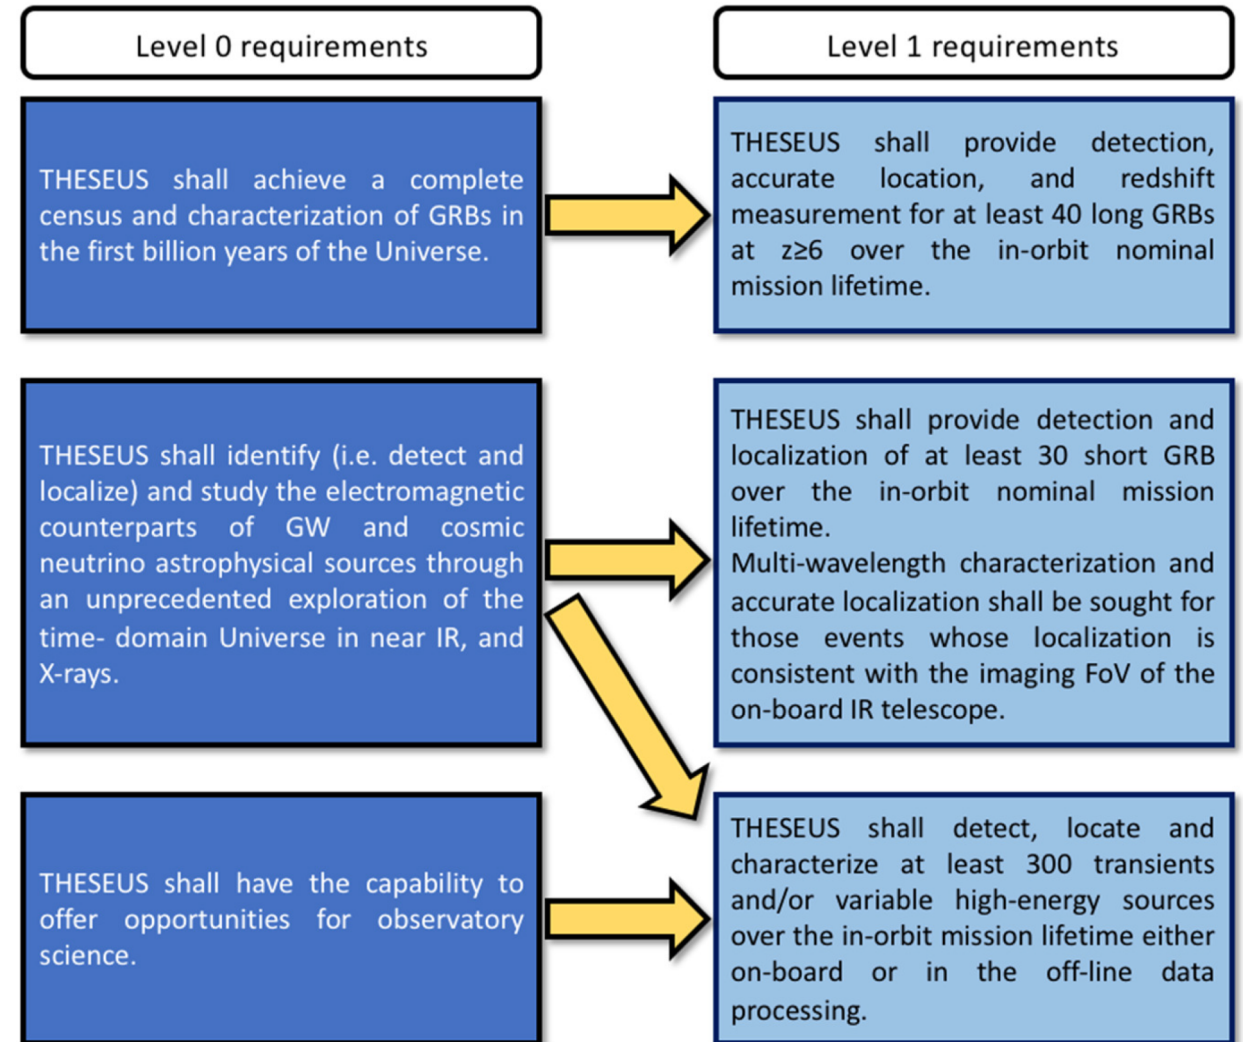 Level 0 requirements
Level 1 requirements
THESEUS shall achieve a complete
census and characterization of GRBs in
the first billion years of the Universe.
THESEUS shall provide detection,
accurate location, and redshift
measurement for at least 40 long GRBs
at z≥6 over the in-orbit nominal
mission lifetime.
THESEUS shall identify (i.e. detect and
localize) and study the electromagnetic
counterparts of GW and cosmic
neutrino astrophysical sources through
an unprecedented exploration of the
time- domain Universe in near IR, and
X-rays.
THESEUS shall provide detection and
localization of at least 30 short GRB
over the in-orbit nominal mission
lifetime.
Multi-wavelength characterization and
accurate localization shall be sought for
those events whose localization is
consistent with the imaging FoV of the
on-board IR telescope.
THESEUS shall have the capability to
offer opportunities for observatory
science.
THESEUS shall detect, locate and
characterize at least 300 transients
and/or variable high-energy sources
over the in-orbit mission lifetime either
on-board or in the off-line data
processing.